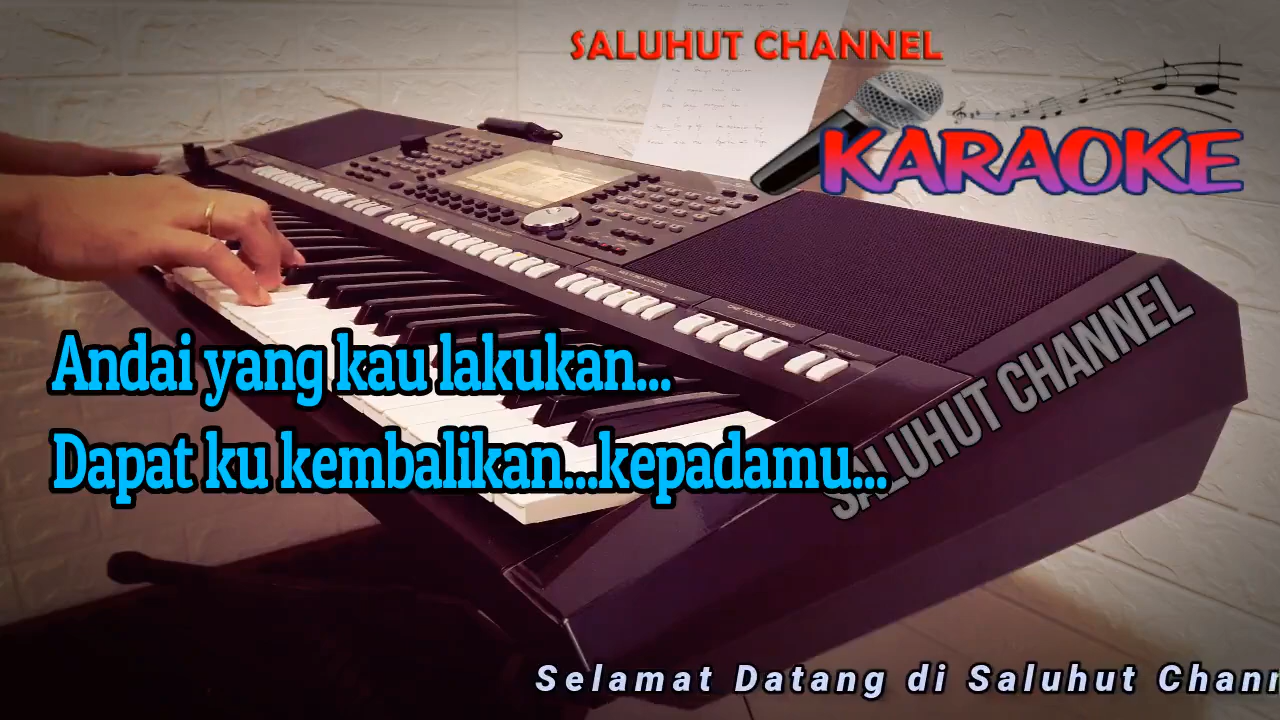 SALUHUT CHANNEL
KARAOKE
SALUHUT CHANNEL
Andai yang kau lakukan...
Dapat ku kembalikan...kepadamu...
Selamat Datang di Saluhut Chann